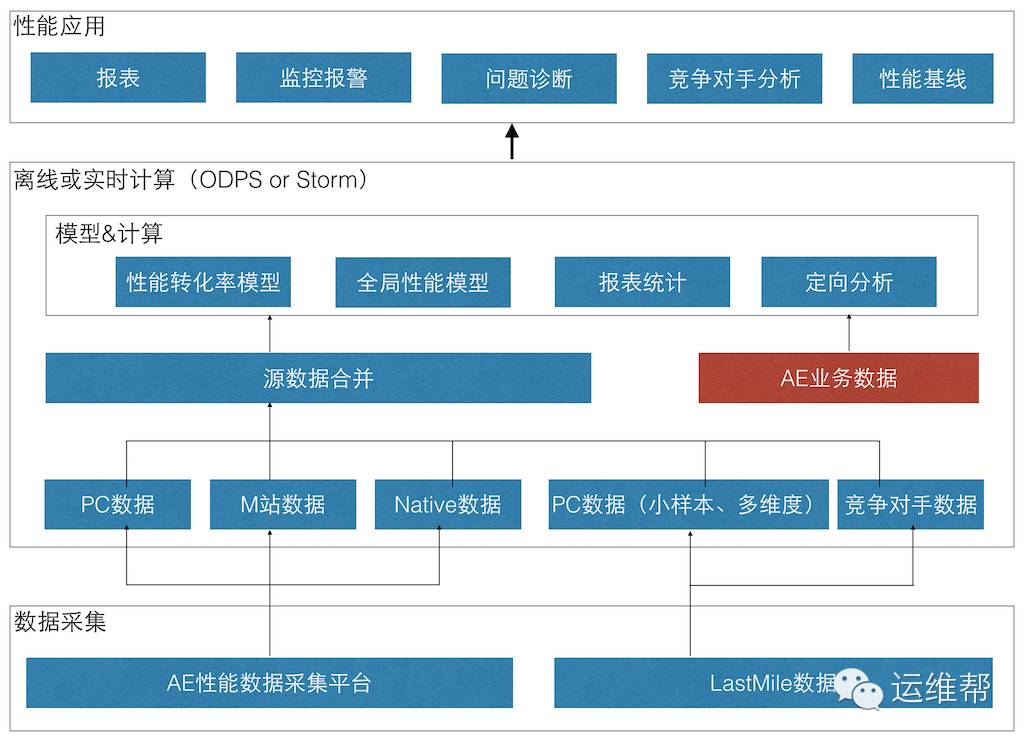 性能应用
报表
监控报警
问题诊断
竞争对手分析
性能基线
离线或实时计算（ODPS or Storm）
模型&计算
性能转化率模型
全局性能模型
报表统计
定向分析
源数据合并
AE业务数据
PC数据
M站数据
Native数据
PC数据（小样本、多维度）
竞争对手数据
数据采集
AE性能数据采集平台
LastMile数据
运维帮